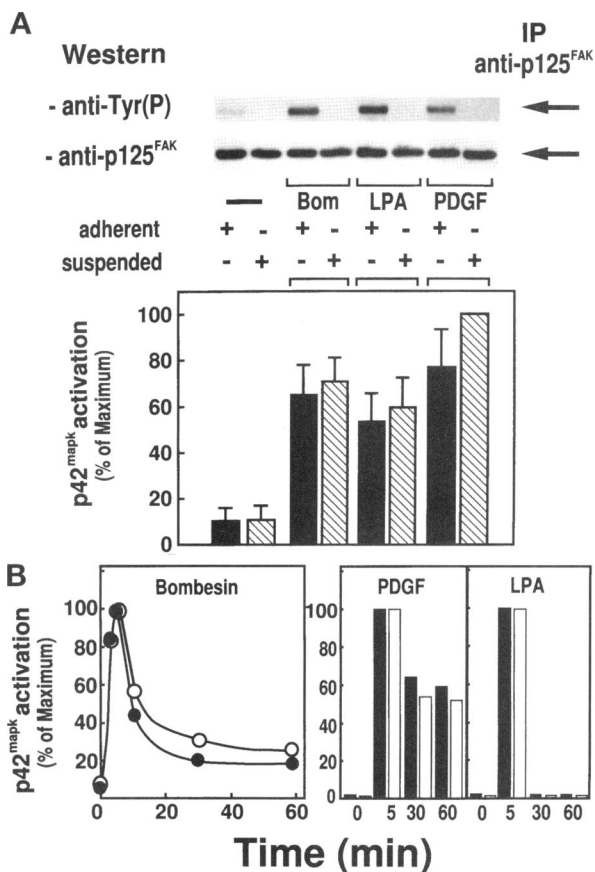 A
Western
IP
anti-p125FAK
- anti-Tyr(P)
- anti-p125FAK
Bom LPA PDGF
adherent + - + - + - + -
suspended - + - + - + - +
p42mapk activation
(% of Maximum)
100
80
60
40
20
0
B
Bombesin PDGF LPA
p42mapk activation
(% of Maximum)
100
80
60
40
20
0 20 40 60
100
80
60
40
20
0
0 5 30 60 0 5 30 60
Time (min)